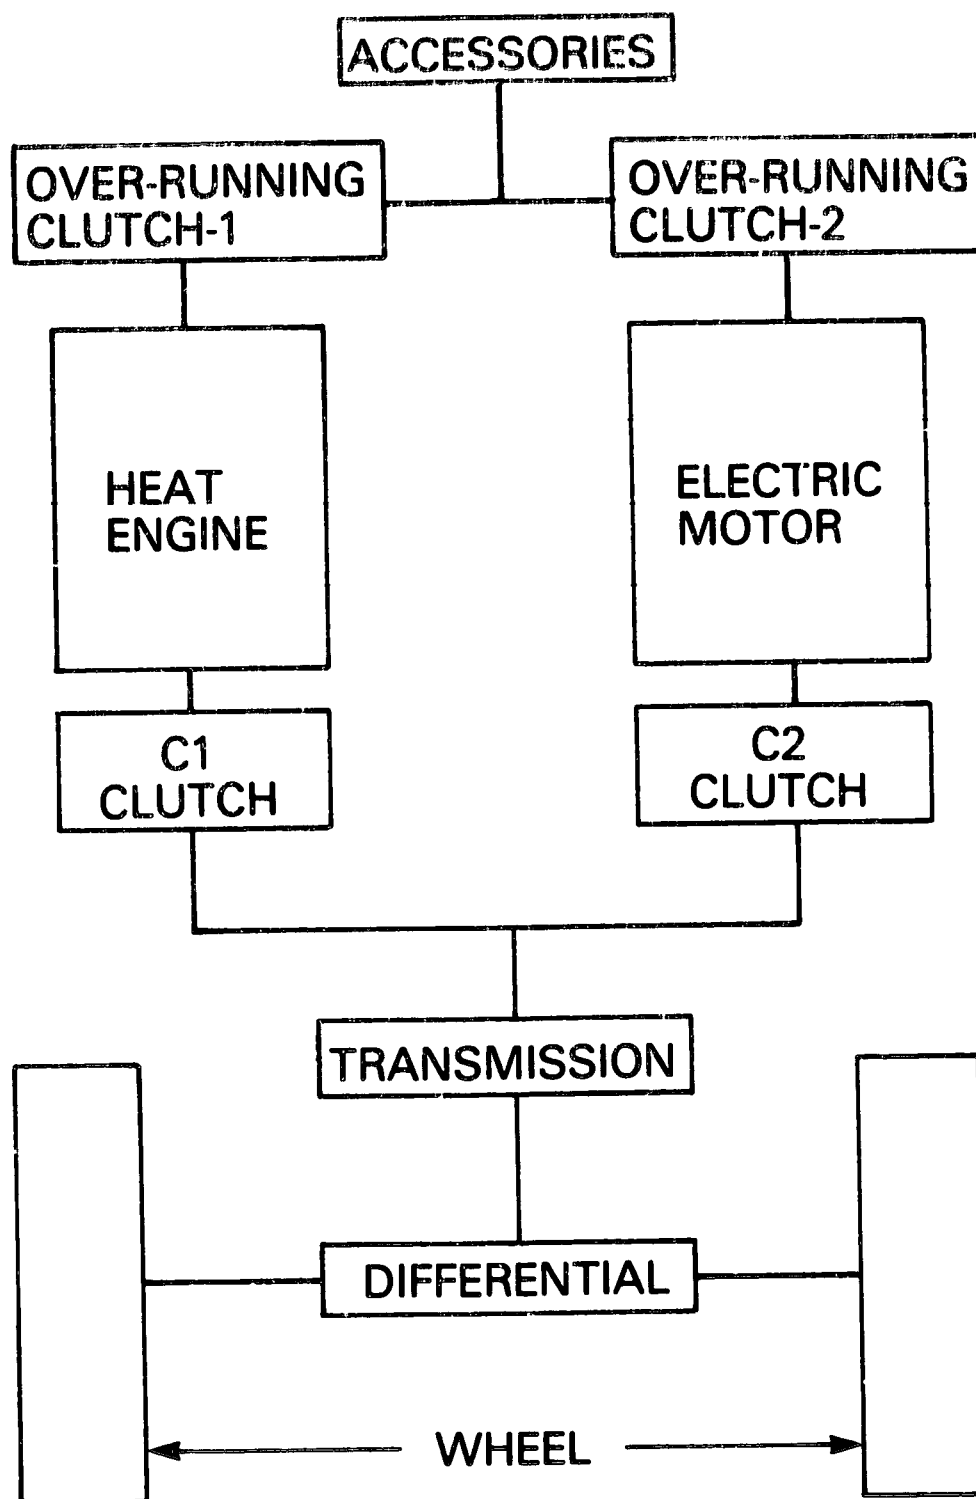 ACCESSORIES
OVER-RUNNING
CLUTCH-1
OVER-RUNNING
CLUTCH-2
HEAT
ENGINE
ELECTRIC
MOTOR
C1
CLUTCH
C2
CLUTCH
TRANSMISSION
DIFFERENTIAL
WHEEL